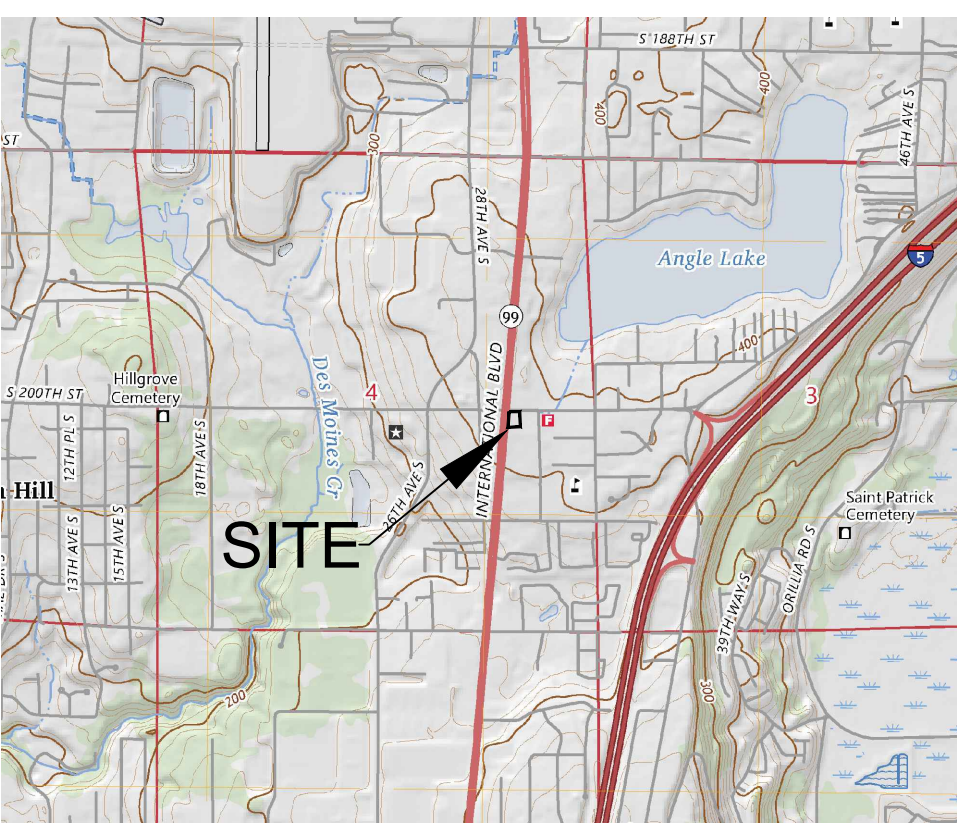 S 188TH ST
400
400
46TH AVE S
ST
300
28TH AVE S
Angle Lake
5
99
400
Des Moines Cr
INTERNATIONAL BLVD
S 200TH ST
Hillgrove
Cemetery
4
3
F
12TH PL S
18TH AVE S
26TH AVE S
Hill
Saint Patrick
Cemetery
SITE
13TH AVE S
15TH AVE S
39TH WAY S
ORILLIA RD S
200
300